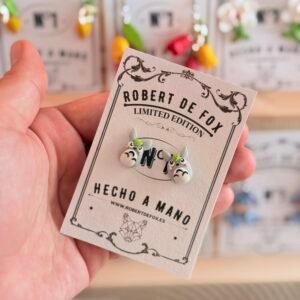 ROBERT DE FOX
LIMITED EDITION
Nº1
HECHO A MANO
WWW.ROBERTDEFOX.ES